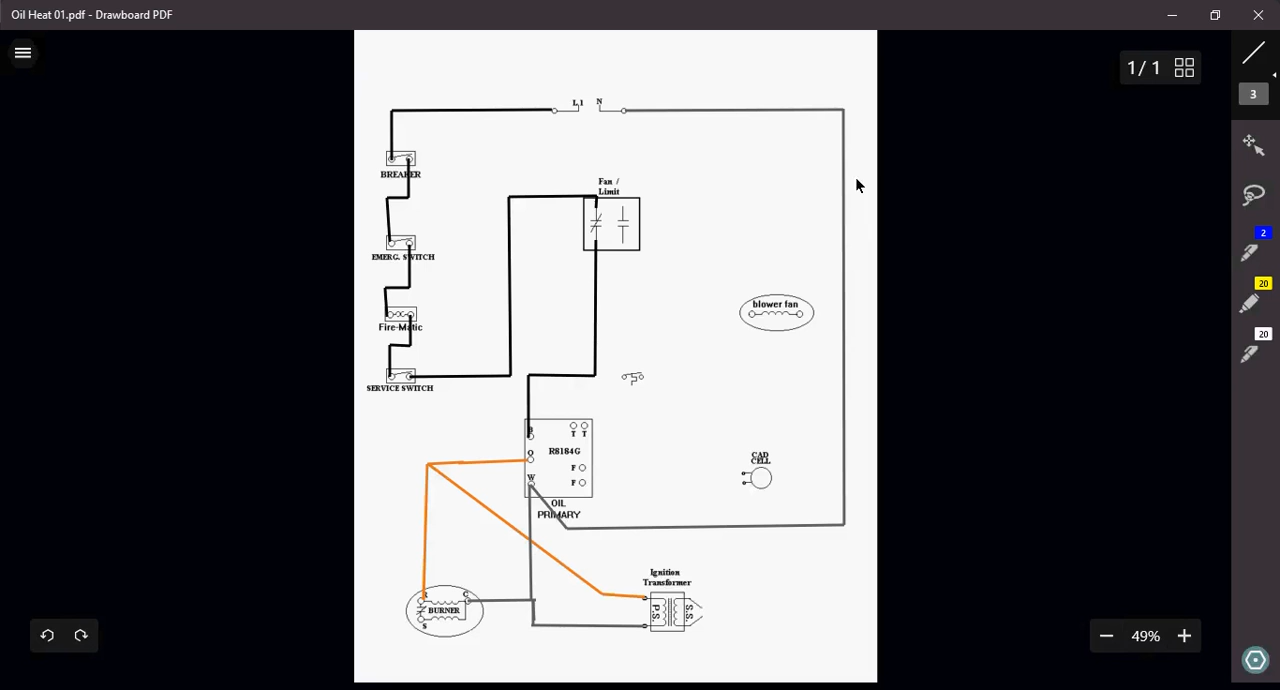 Oil Heat 01.pdf - Drawboard PDF
1/ 1
3
L1 N
BREAKER
Fan /
Limit
EMERG. SWITCH
2
20
blower fan
Fire-Matic
20
SERVICE SWITCH
B
T T
O
R8184G
CAD
CELL
F
W
F
OIL
PRIMARY
Ignition
Transformer
R C
BURNER
P.S.
S.S.
S
49%